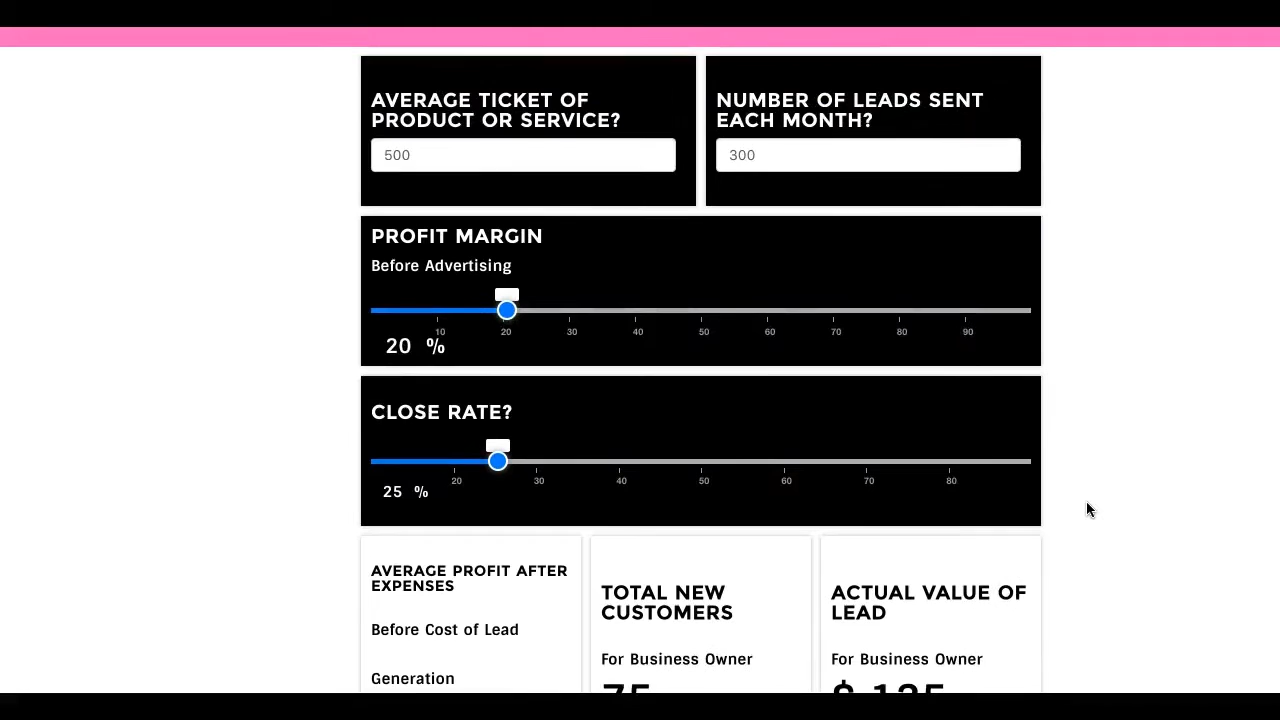 AVERAGE TICKET OF
PRODUCT OR SERVICE?
500
NUMBER OF LEADS SENT
EACH MONTH?
300
PROFIT MARGIN
Before Advertising
10 20 30 40 50 60 70 80 90
20 %
CLOSE RATE?
20 30 40 50 60 70 80
25 %
AVERAGE PROFIT AFTER
EXPENSES
Before Cost of Lead
Generation
TOTAL NEW
CUSTOMERS
For Business Owner
75
ACTUAL VALUE OF
LEAD
For Business Owner